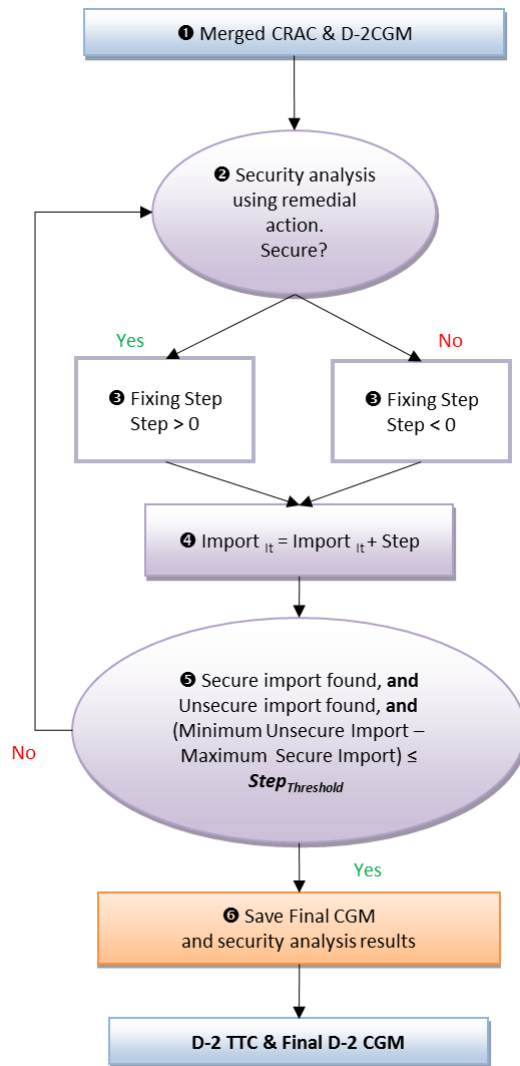 ❶ Merged CRAC & D-2CGM
❷ Security analysis
using remedial
action.
Secure?
Yes
No
❸ Fixing Step
Step > 0
❸ Fixing Step
Step < 0
❹ Import It = Import It + Step
❺ Secure import found, and
Unsecure import found, and
(Minimum Unsecure Import –
Maximum Secure Import) ≤
StepThreshold
No
Yes
❻ Save Final CGM
and security analysis results
D-2 TTC & Final D-2 CGM